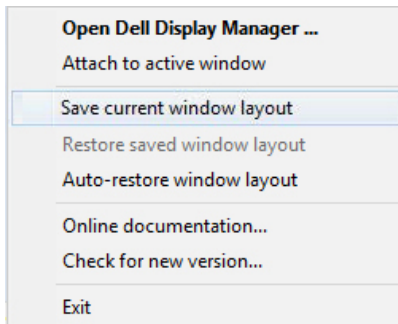 Open Dell Display Manager ...
Attach to active window
Save current window layout
Restore saved window layout
Auto-restore window layout
Online documentation...
Check for new version...
Exit